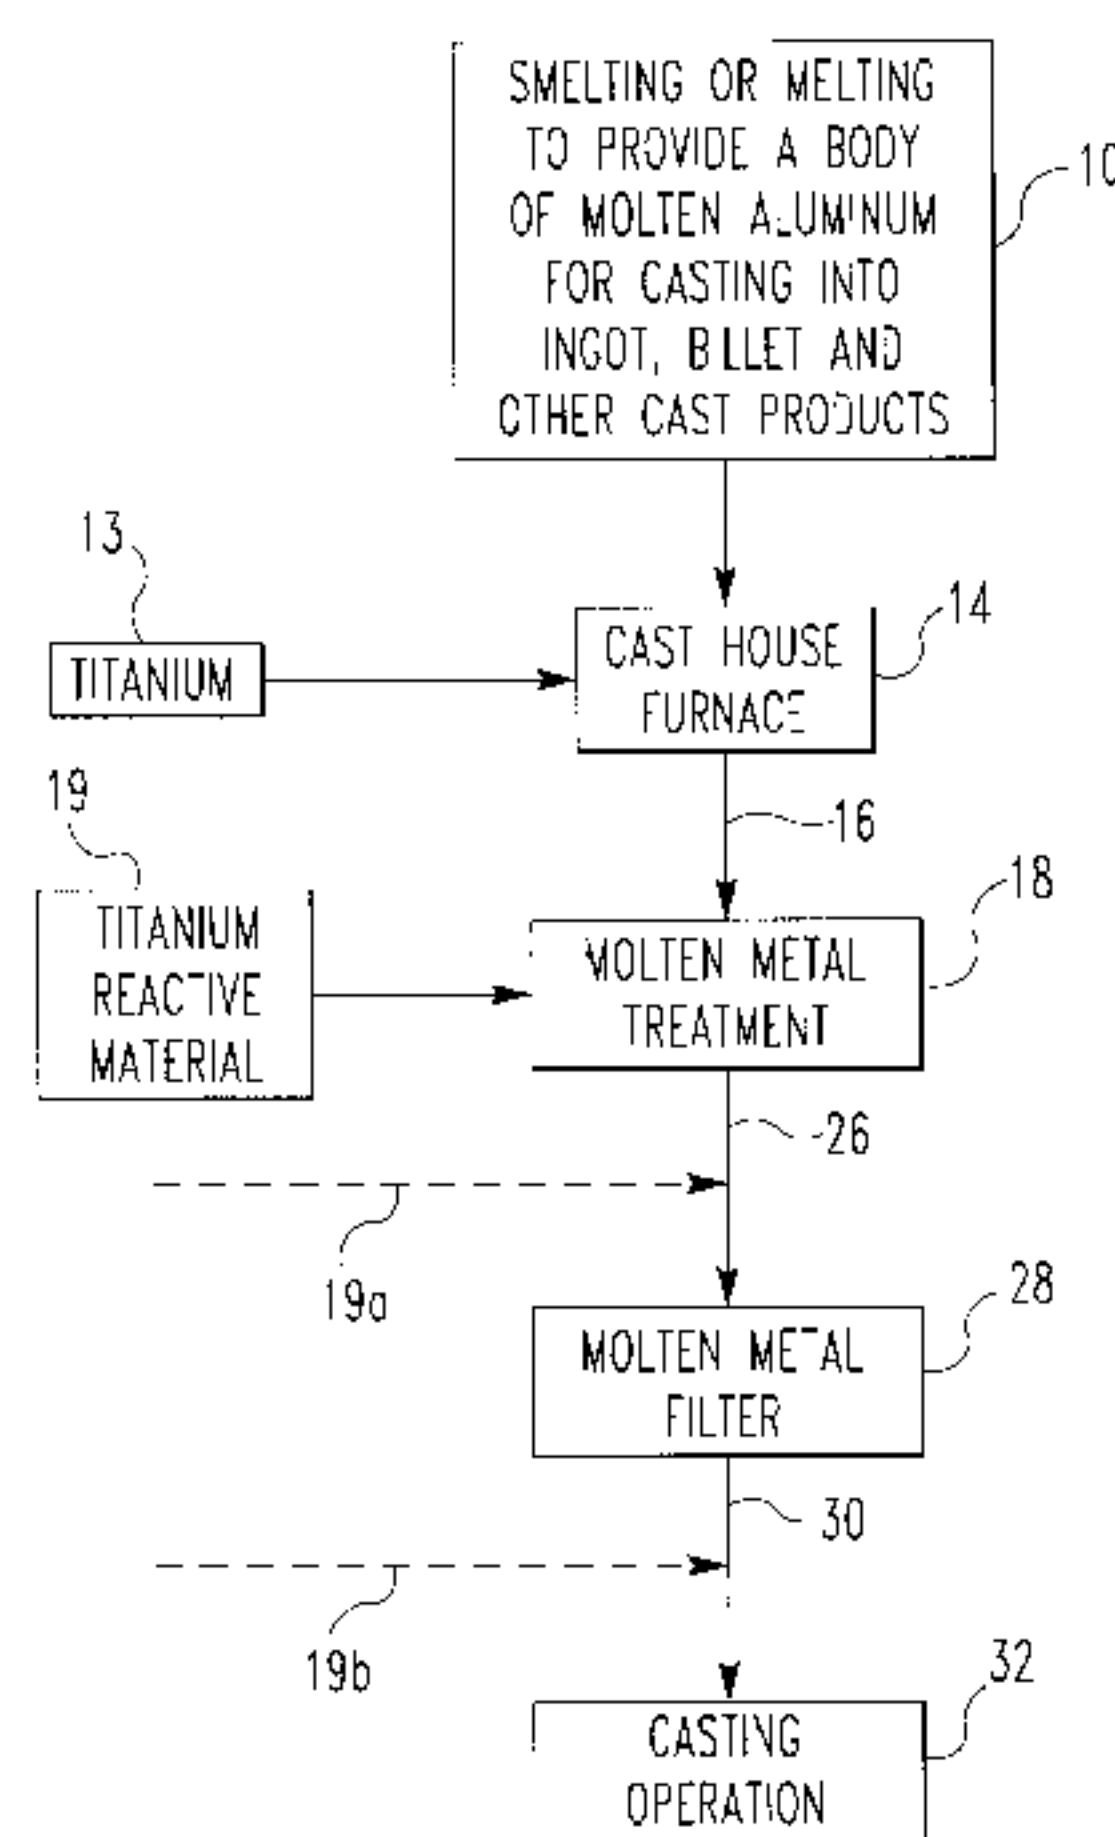 SMELTING OR MELTING
TO PROVIDE A BODY
OF MOLTEN ALUMINUM
FOR CASTING INTO
INGOT, BILLET AND
OTHER CAST PRODUCTS
10
13
TITANIUM
CAST HOUSE
FURNACE
14
16
19
TITANIUM
REACTIVE
MATERIAL
MOLTEN METAL
TREATMENT
18
26
19a
MOLTEN METAL
FILTER
28
30
19b
32
CASTING
OPERATION